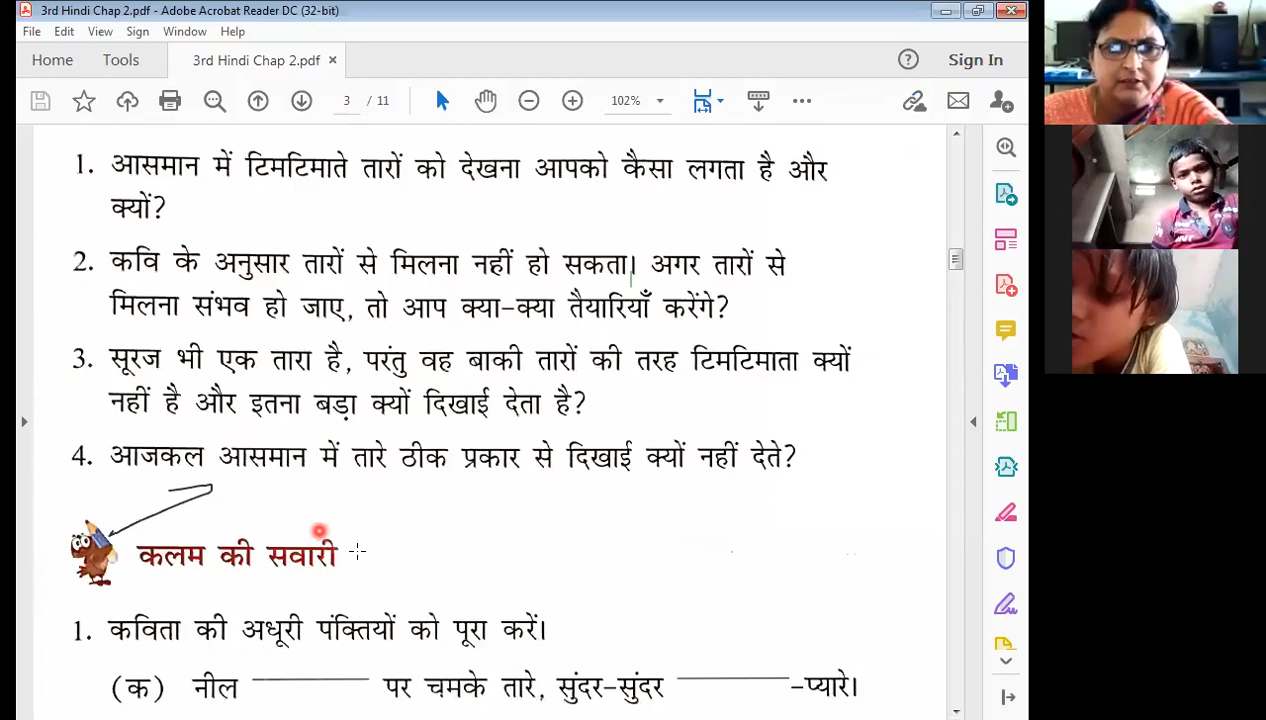 3rd Hindi Chap 2.pdf - Adobe Acrobat Reader DC (32-bit)
File Edit View Sign Window Help
Home Tools 3rd Hindi Chap 2.pdf × ? Sign In
3 / 11 102%
1. आसमान में टिमटिमाते तारों को देखना आपको कैसा लगता है और
क्यों?
2. कवि के अनुसार तारों से मिलना नहीं हो सकता। अगर तारों से
मिलना संभव हो जाए, तो आप क्या-क्या तैयारियाँ करेंगे?
3. सूरज भी एक तारा है, परंतु वह बाकी तारों की तरह टिमटिमाता क्यों
नहीं है और इतना बड़ा क्यों दिखाई देता है?
4. आजकल आसमान में तारे ठीक प्रकार से दिखाई क्यों नहीं देते?
कलम की सवारी
1. कविता की अधूरी पंक्तियों को पूरा करें।
(क) नील ________ पर चमके तारे, सुंदर-सुंदर ________-प्यारे।